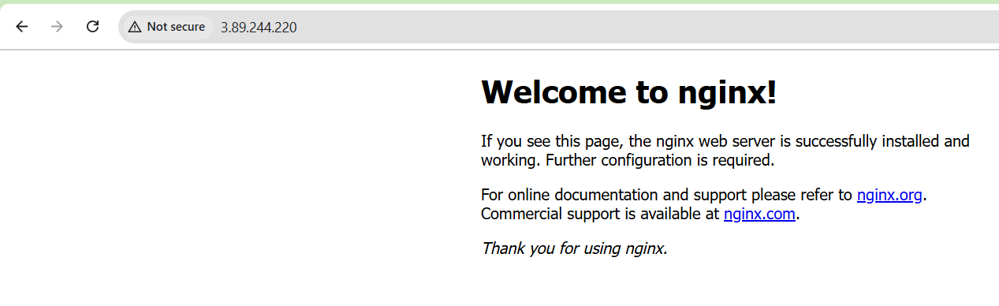 Not secure 3.89.244.220
Welcome to nginx!
If you see this page, the nginx web server is successfully installed and
working. Further configuration is required.
For online documentation and support please refer to nginx.org.
Commercial support is available at nginx.com.
Thank you for using nginx.